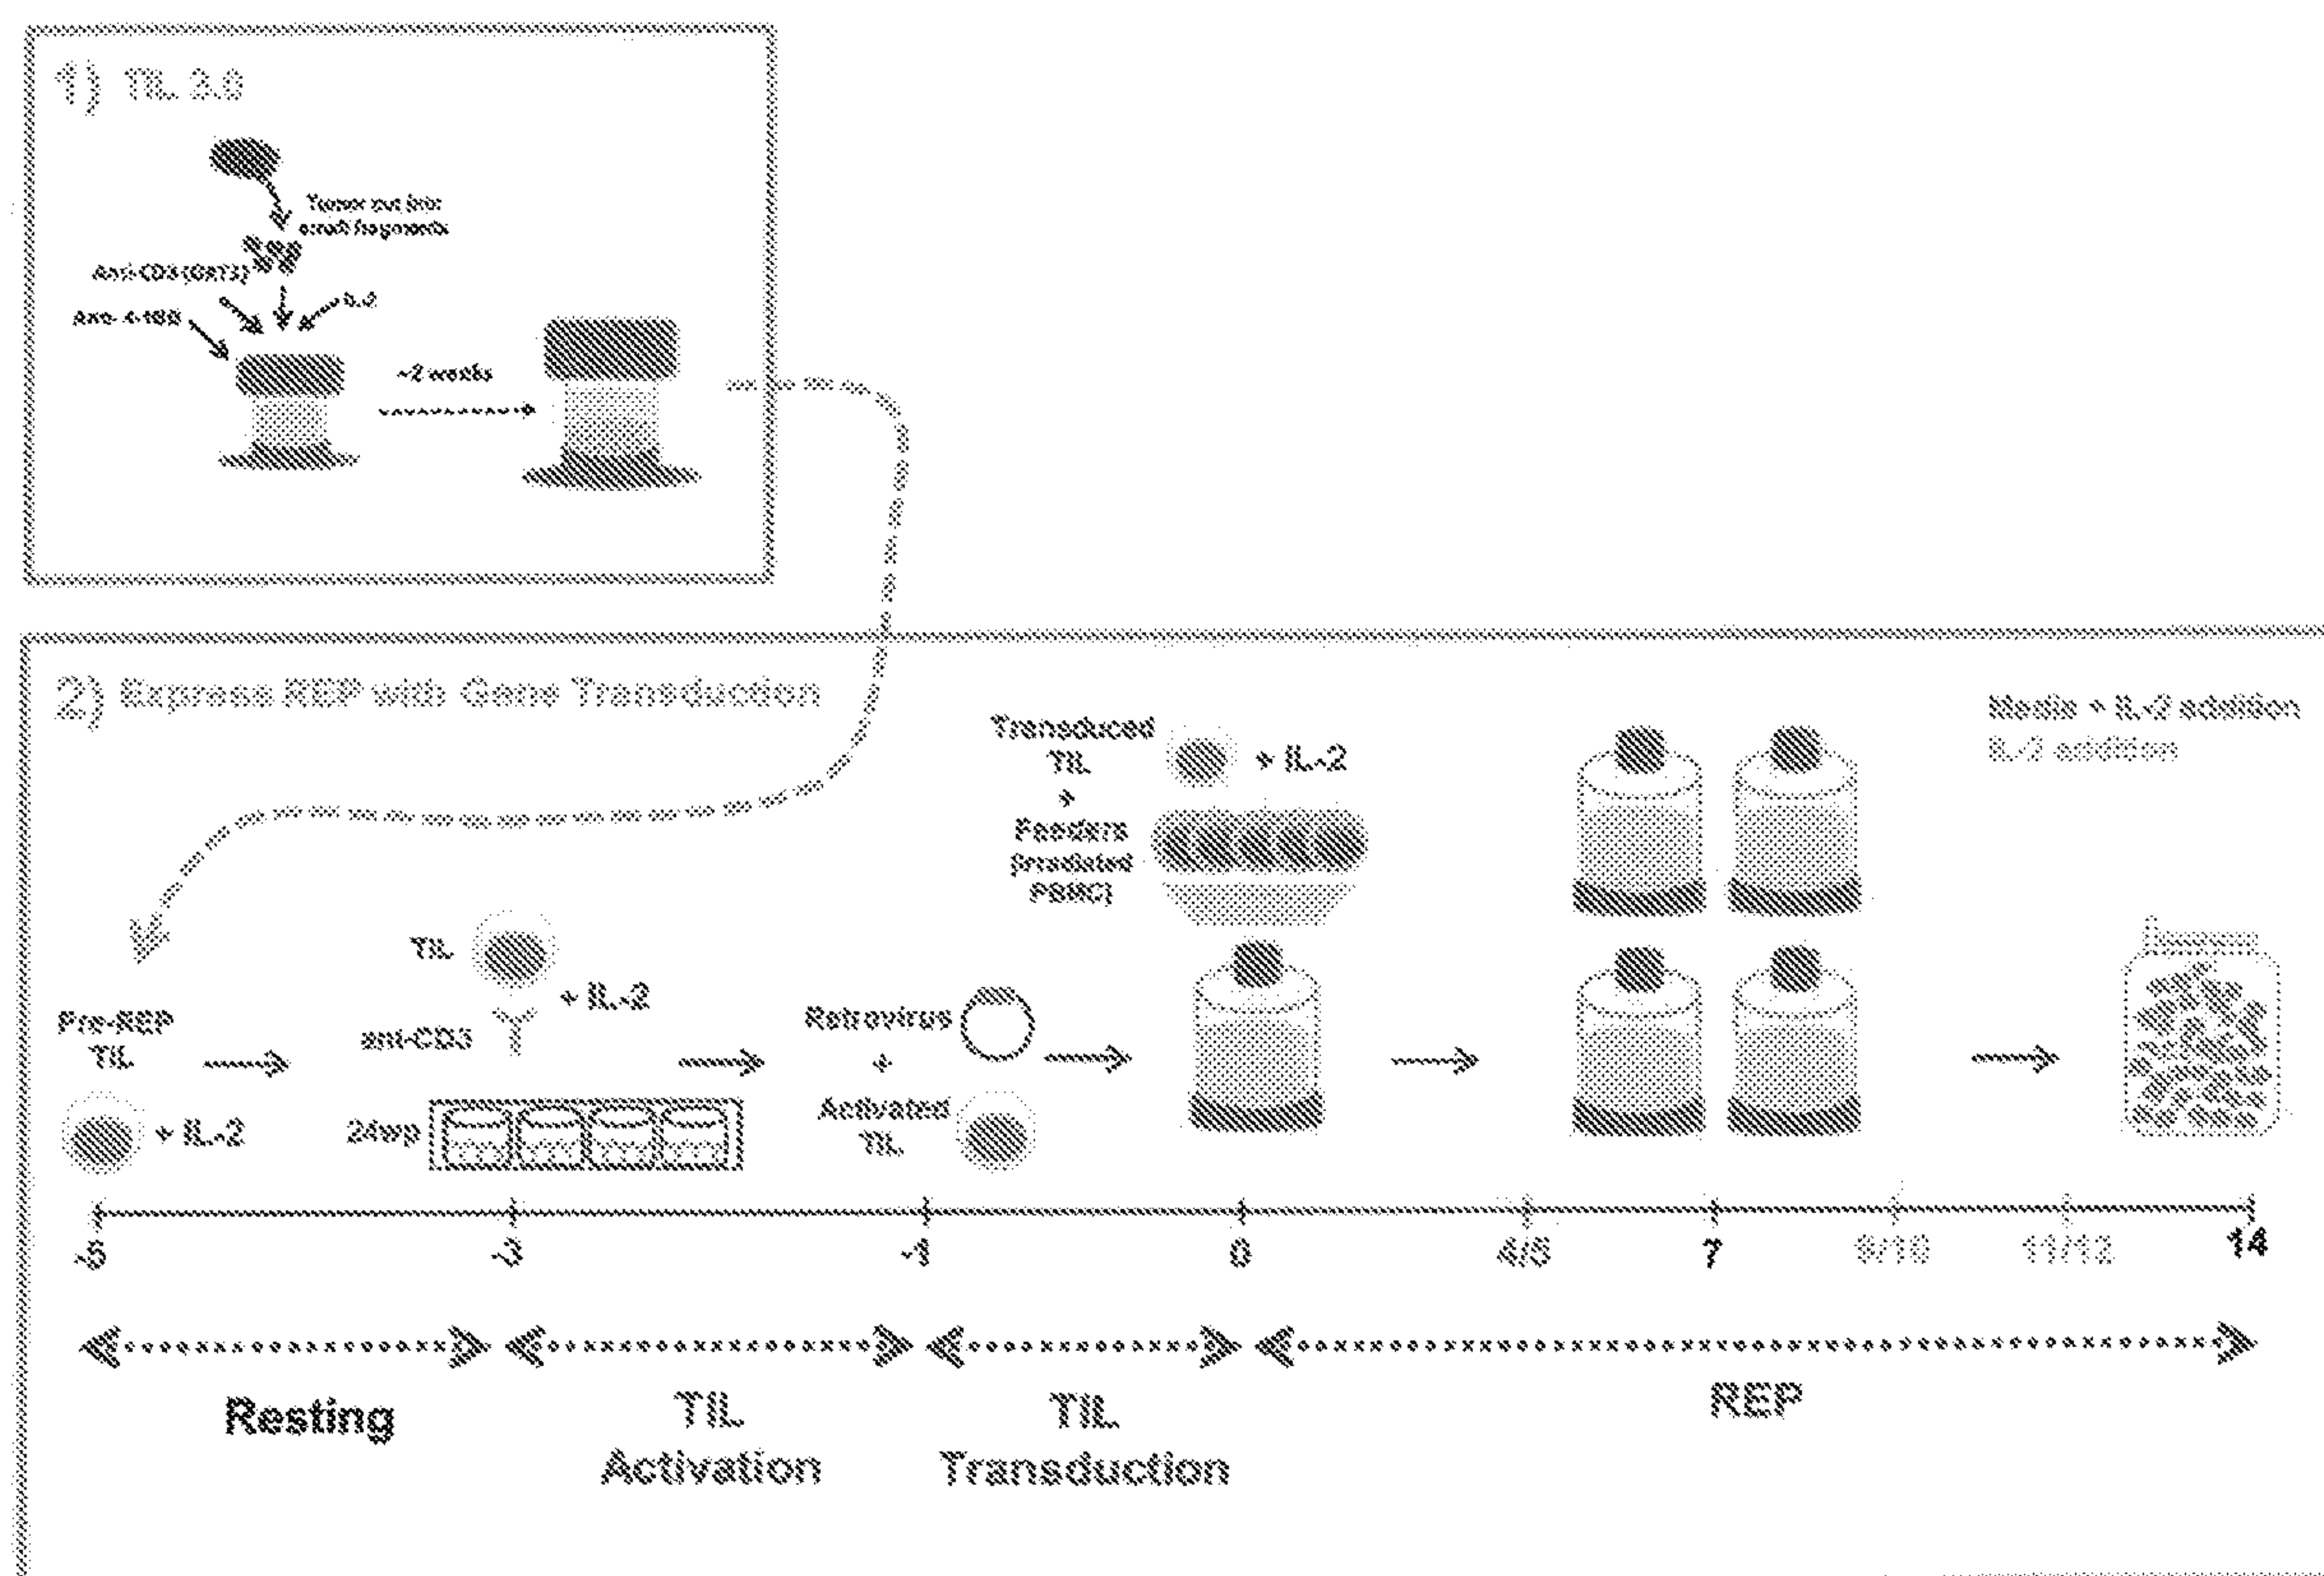 1) TIL 3.0
Tumor cut into
small fragments
Anti-CD3 (OKT3)
IL-2
Anti-4-1BB
~2 weeks
2) Express REP with Gene Transduction
Media + IL-2 addition
IL-2 addition
Transduced
TIL
+
Feeders
(irradiated
PBMC)
+ IL-2
TIL
+ IL-2
anti-CD3
24wp
Pre-REP
TIL
+ IL-2
Retrovirus
+
Activated
TIL
-5 -3 -1 0 4/5 7 9/10 11/12 14
Resting
TIL
Activation
TIL
Transduction
REP